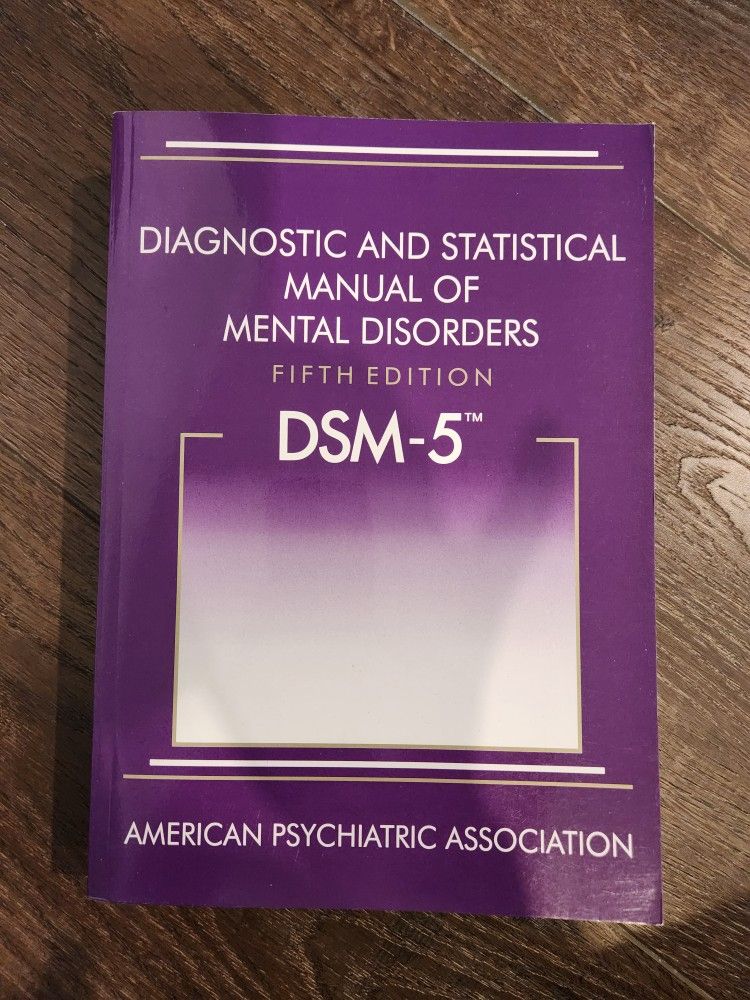 DIAGNOSTIC AND STATISTICAL
MANUAL OF
MENTAL DISORDERS
FIFTH EDITION
DSM-5™
AMERICAN PSYCHIATRIC ASSOCIATION